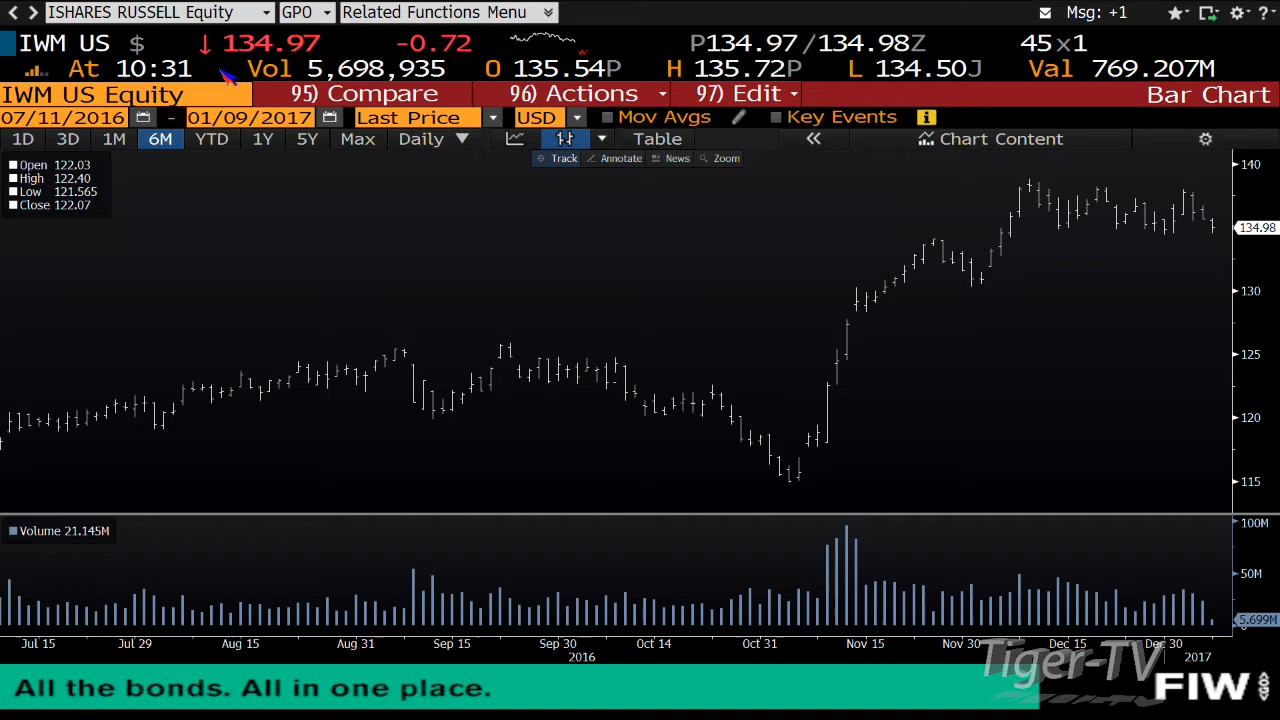 ISHARES RUSSELL Equity GPO Related Functions Menu Msg: +1 ?
IWM US $ ↓ 134.97 -0.72 P134.97/134.98Z 45x1
At 10:31 Vol 5,698,935 O 135.54P H 135.72P L 134.50J Val 769.207M
IWM US Equity 95) Compare 96) Actions 97) Edit Bar Chart
07/11/2016 - 01/09/2017 Last Price USD Mov Avgs Key Events i
1D 3D 1M 6M YTD 1Y 5Y Max Daily ▼ Table « Chart Content
Track Annotate News Zoom
Open 122.03
High 122.40
Low 121.565
Close 122.07
140
134.98
130
125
120
115
Volume 21.145M
100M
50M
5.699M
0
Jul 15 Jul 29 Aug 15 Aug 31 Sep 15 Sep 30 Oct 14 Oct 31 Nov 15 Nov 30 Dec 15 Dec 30
2016 2017
Tiger-TV
All the bonds. All in one place.
FIW